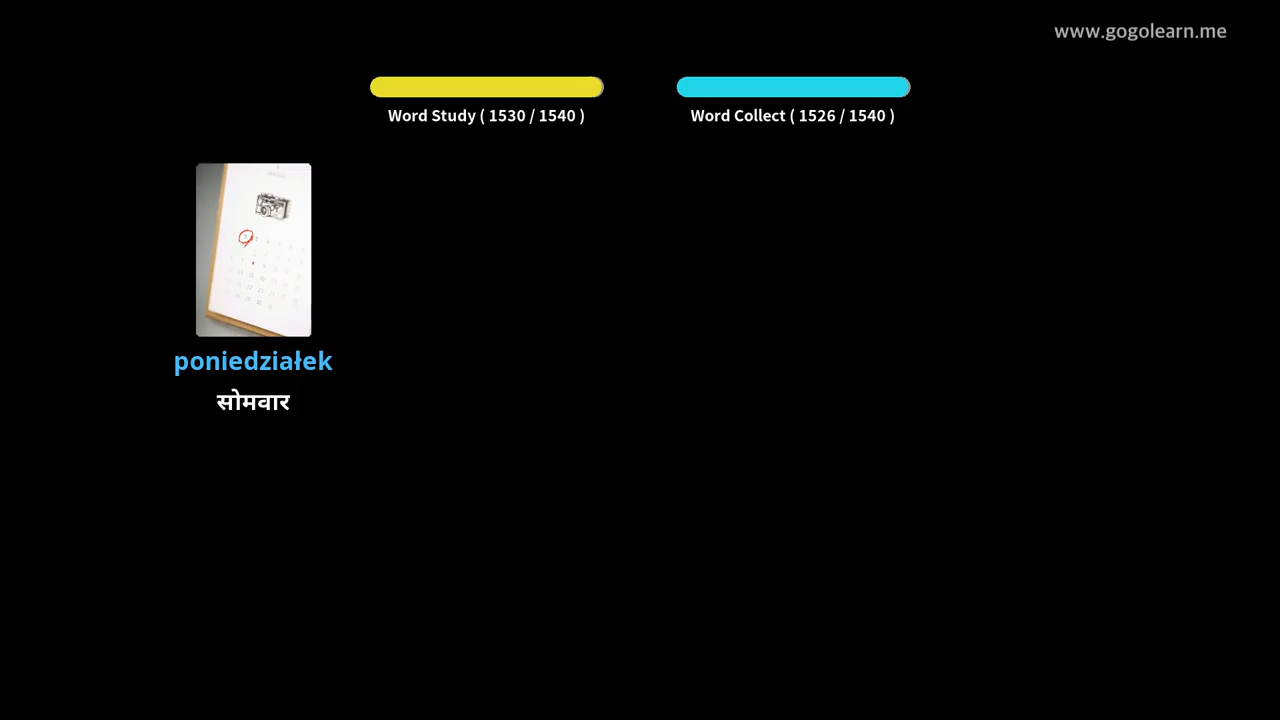 www.gogolearn.me
Word Study ( 1530 / 1540 )
Word Collect ( 1526 / 1540 )
poniedziałek
सोमवार